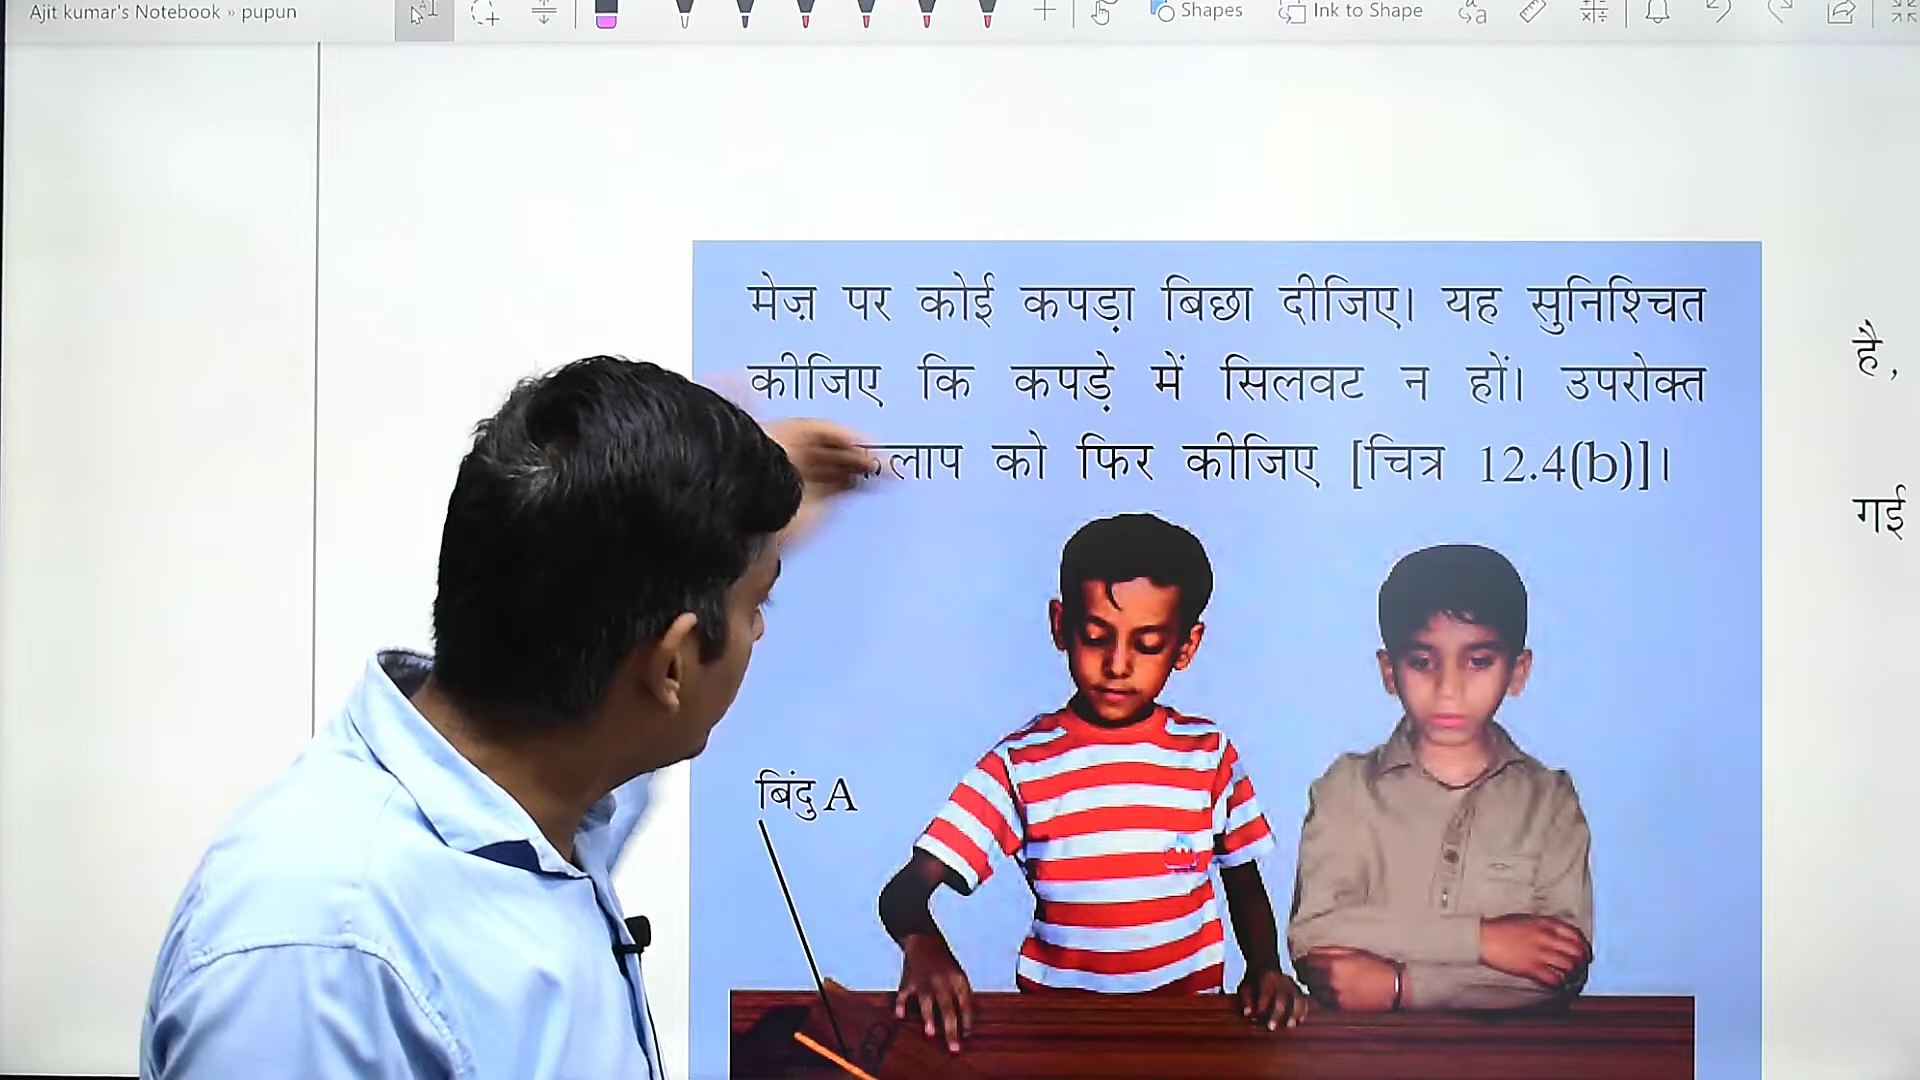 Ajit kumar's Notebook » pupun
Shapes
Ink to Shape
मेज़ पर कोई कपड़ा बिछा दीजिए। यह सुनिश्चित
कीजिए कि कपड़े में सिलवट न हों। उपरोक्त
को फिर कीजिए [चित्र 12.4(b)]।
है,
गई
बिंदु A